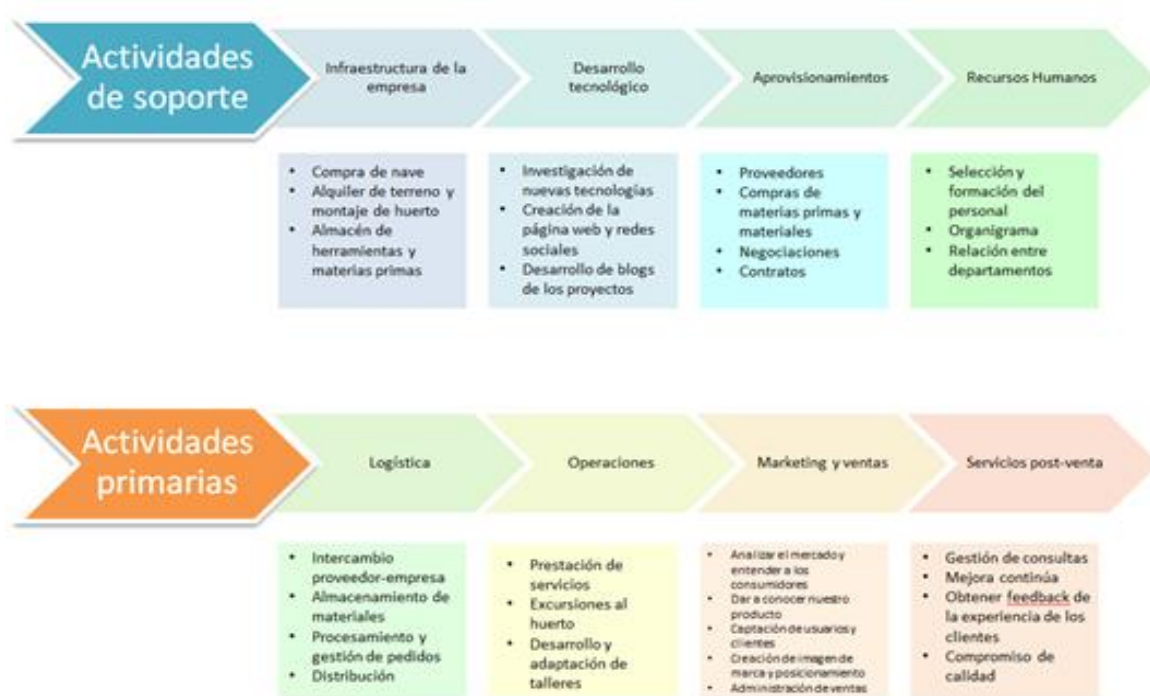 Actividades
de soporte
Infraestructura de la
empresa
Desarrollo
tecnológico
Aprovisionamientos
Recursos Humanos
• Compra de nave
• Alquiler de terreno y
montaje de huerto
• Almacén de
herramientas y
materias primas
• Investigación de
nuevas tecnologías
• Creación de la
página web y redes
sociales
• Desarrollo de blogs
de los proyectos
• Proveedores
• Compras de
materias primas y
materiales
• Negociaciones
• Contratos
• Selección y
formación del
personal
• Organigrama
• Relación entre
departamentos
Actividades
primarias
Logística
Operaciones
Marketing y ventas
Servicios post-venta
• Intercambio
proveedor-empresa
• Almacenamiento de
materiales
• Procesamiento y
gestión de pedidos
• Distribución
• Prestación de
servicios
• Excursiones al
huerto
• Desarrollo y
adaptación de
talleres
• Analizar el mercado y
entender a los
consumidores
• Dar a conocer nuestro
producto
• Captación de usuarios y
clientes
• Creación de imagen de
marca y posicionamiento
• Administración de ventas
• Gestión de consultas
• Mejora continúa
• Obtener feedback de
la experiencia de los
clientes
• Compromiso de
calidad